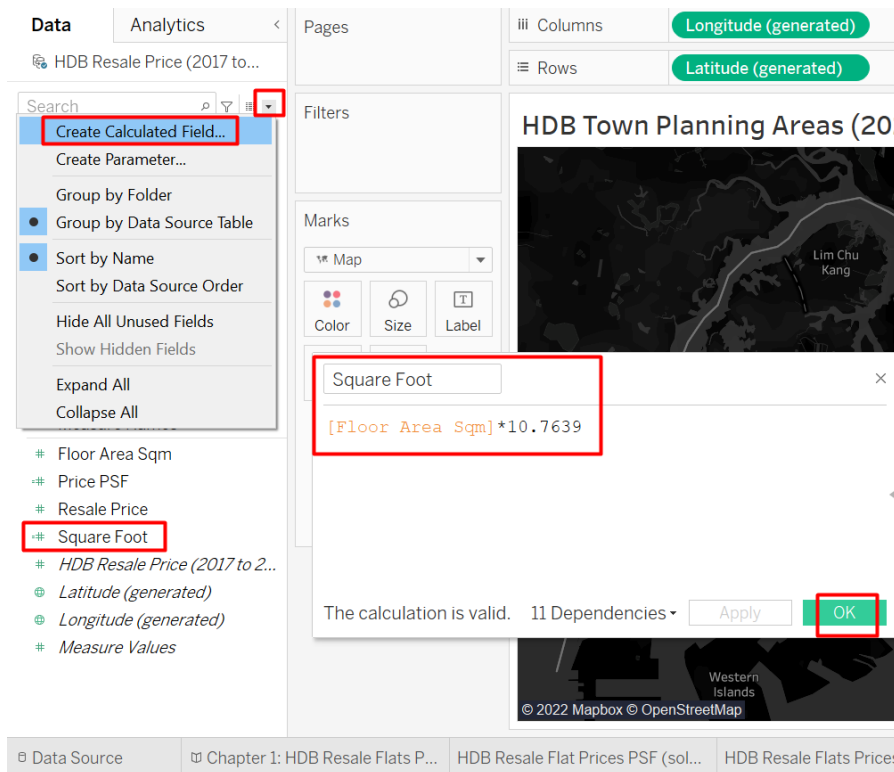 Data
Analytics
HDB Resale Price (2017 to...
Search
Create Calculated Field...
Create Parameter...
Group by Folder
Group by Data Source Table
Sort by Name
Sort by Data Source Order
Hide All Unused Fields
Show Hidden Fields
Expand All
Collapse All
Floor Area Sqm
Price PSF
Resale Price
Square Foot
HDB Resale Price (2017 to 2...
Latitude (generated)
Longitude (generated)
Measure Values
Pages
Filters
Marks
Map
Color Size Label
Columns Longitude (generated)
Rows Latitude (generated)
HDB Town Planning Areas (20
Lim Chu
Kang
Square Foot
[Floor Area Sqm]*10.7639
The calculation is valid. 11 Dependencies Apply OK
Western
Islands
© 2022 Mapbox © OpenStreetMap
Data Source
Chapter 1: HDB Resale Flats P...
HDB Resale Flat Prices PSF (sol...
HDB Resale Flats Prices